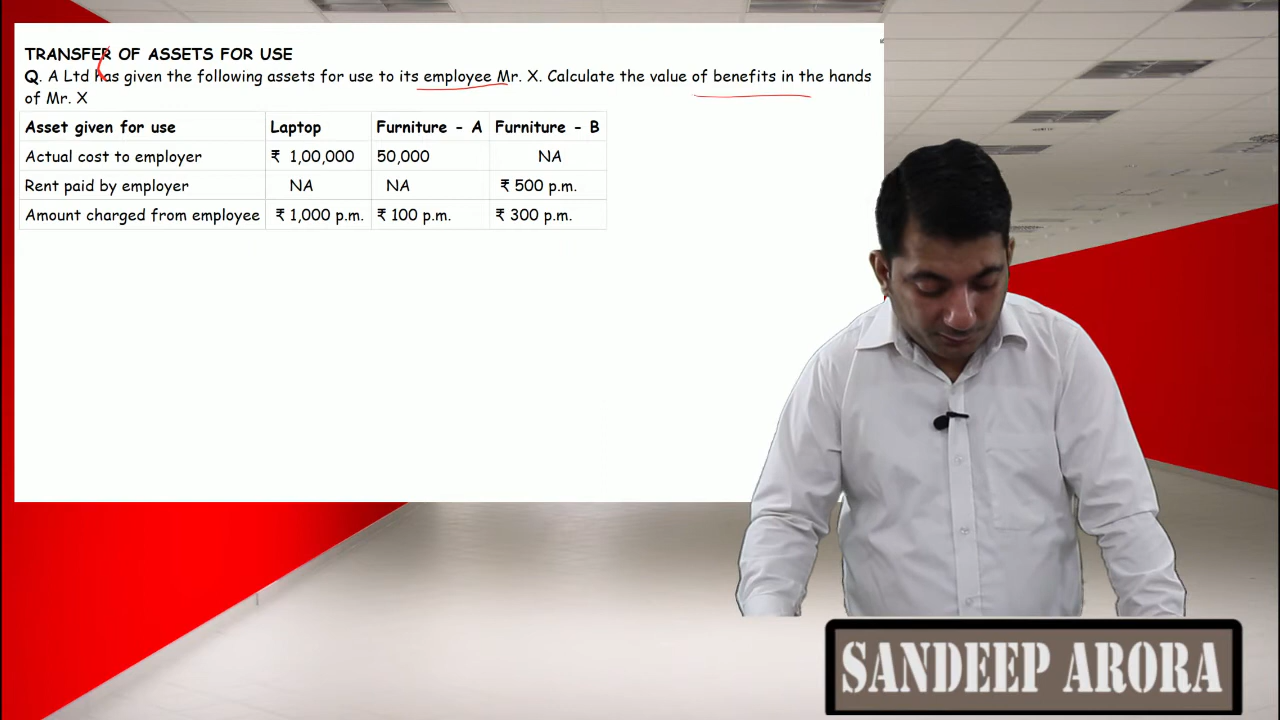 TRANSFER OF ASSETS FOR USE
Q. A Ltd has given the following assets for use to its employee Mr. X. Calculate the value of benefits in the hands
of Mr. X
Asset given for use Laptop Furniture - A Furniture - B
Actual cost to employer ₹ 1,00,000 50,000 NA
Rent paid by employer NA NA ₹ 500 p.m.
Amount charged from employee ₹ 1,000 p.m. ₹ 100 p.m. ₹ 300 p.m.
SANDEEP ARORA